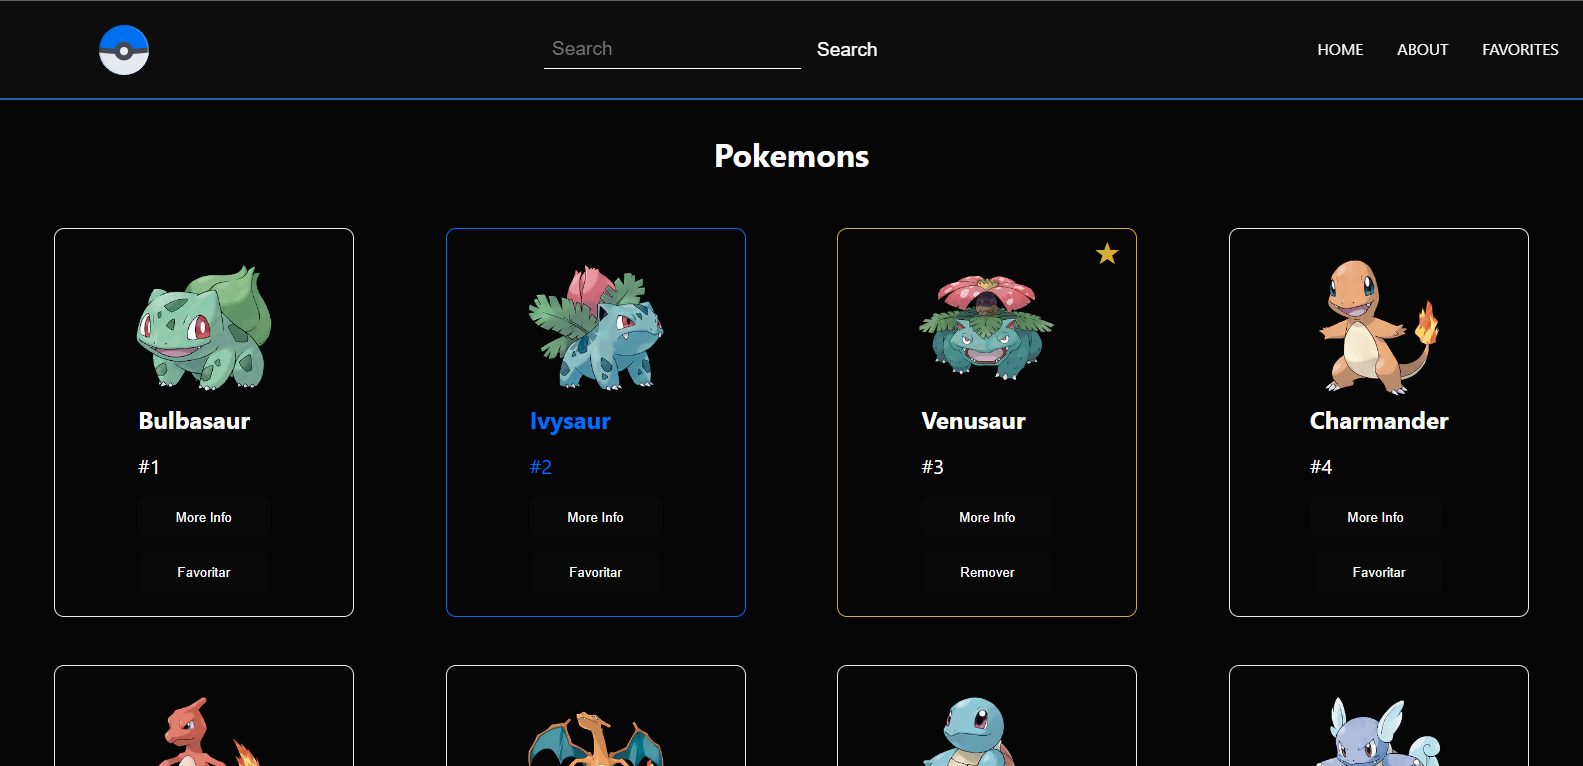 Search Search HOME ABOUT FAVORITES
Pokemons
Bulbasaur
#1
More Info
Favoritar
Ivysaur
#2
More Info
Favoritar
Venusaur
#3
More Info
Remover
Charmander
#4
More Info
Favoritar